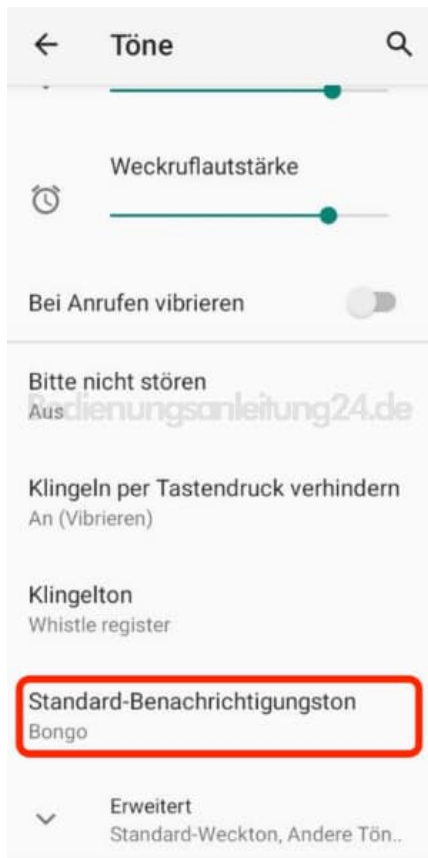 Töne
Weckruflautstärke
Bei Anrufen vibrieren
Bitte nicht stören
Aus
Bedienungsanleitung24.de
Klingeln per Tastendruck verhindern
An (Vibrieren)
Klingelton
Whistle register
Standard-Benachrichtigungston
Bongo
Erweitert
Standard-Weckton, Andere Tön..